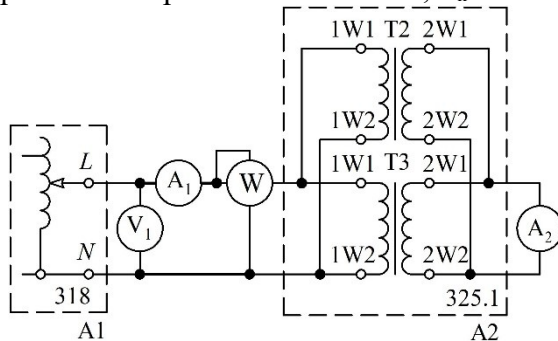 1W1 T2 2W1
1W2 2W2
L A₁ W 1W1 T3 2W1
V₁ A₂
N 1W2 2W2
318 325.1
A1 A2